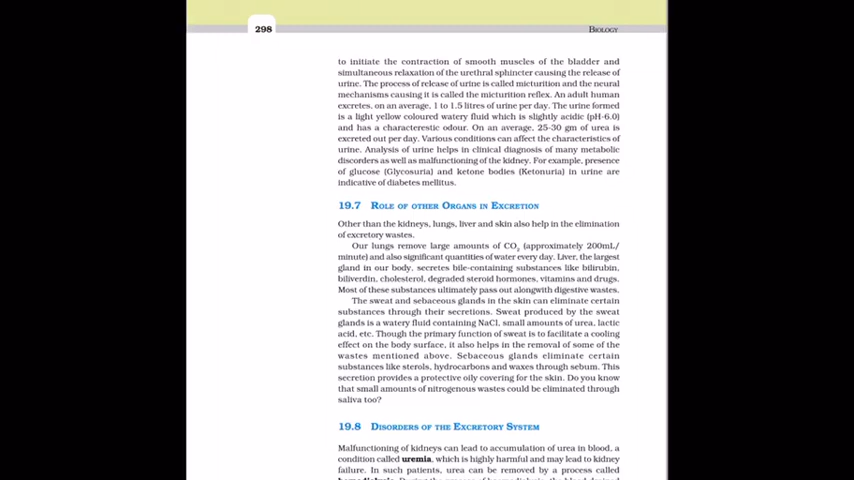 298
BIOLOGY
to initiate the contraction of smooth muscles of the bladder and
simultaneous relaxation of the urethral sphincter causing the release of
urine. The process of release of urine is called micturition and the neural
mechanisms causing it is called the micturition reflex. An adult human
excretes, on an average, 1 to 1.5 litres of urine per day. The urine formed
is a light yellow coloured watery fluid which is slightly acidic (pH-6.0)
and has a characterestic odour. On an average, 25-30 gm of urea is
excreted out per day. Various conditions can affect the characteristics of
urine. Analysis of urine helps in clinical diagnosis of many metabolic
discorders as well as malfunctioning of the kidney. For example, presence
of glucose (Glycosuria) and ketone bodies (Ketonuria) in urine are
indicative of diabetes mellitus.
19.7 ROLE OF OTHER ORGANS IN EXCRETION
Other than the kidneys, lungs, liver and skin also help in the elimination
of excretory wastes.
Our lungs remove large amounts of CO₂ (approximately 200mL/
minute) and also significant quantities of water every day. Liver, the largest
gland in our body, secretes bile-containing substances like bilirubin,
biliverdin, cholesterol, degraded steroid hormones, vitamins and drugs.
Most of these substances ultimately pass out alongwith digestive wastes.
The sweat and sebaceous glands in the skin can eliminate certain
substances through their secretions. Sweat produced by the sweat
glands is a watery fluid containing NaCl, small amounts of urea, lactic
acid, etc. Though the primary function of sweat is to facilitate a cooling
effect on the body surface, it also helps in the removal of some of the
wastes mentioned above. Sebaceous glands eliminate certain
substances like sterols, hydrocarbons and waxes through sebum. This
secretion provides a protective oily covering for the skin. Do you know
that small amounts of nitrogenous wastes could be eliminated through
saliva too?
19.8 DISORDERS OF THE EXCRETORY SYSTEM
Malfunctioning of kidneys can lead to accumulation of urea in blood, a
condition called uremia, which is highly harmful and may lead to kidney
failure. In such patients, urea can be removed by a process called